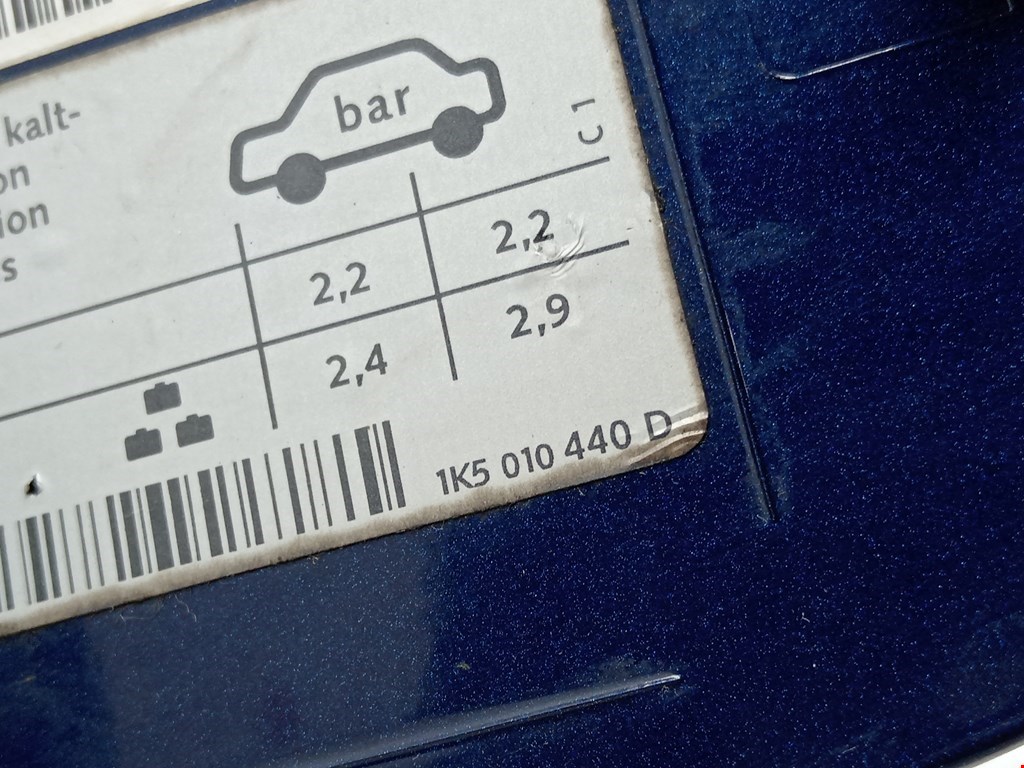 kalt-
on
ion
s
bar
C 1
2,2 2,2
2,4 2,9
1K5 010 440 D